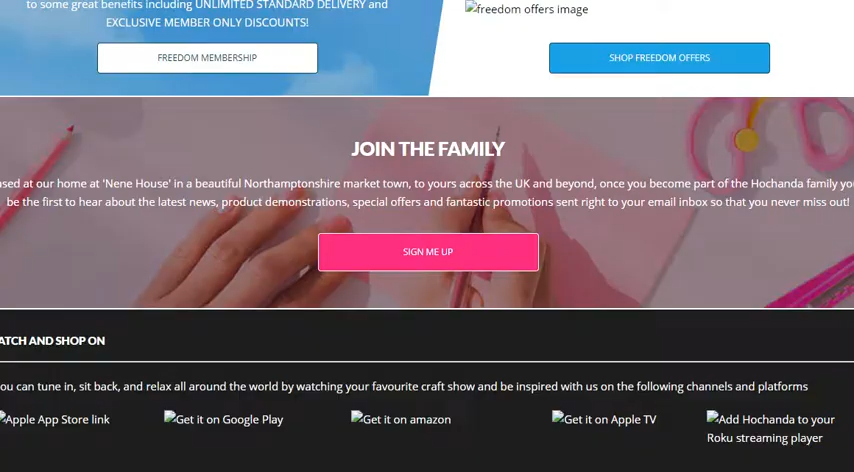 to some great benefits including UNLIMITED STANDARD DELIVERY and
EXCLUSIVE MEMBER ONLY DISCOUNTS!
FREEDOM MEMBERSHIP
freedom offers image
SHOP FREEDOM OFFERS
JOIN THE FAMILY
at our home at 'Nene House' in a beautiful Northamptonshire market town, to yours across the UK and beyond, once you become part of the Hochanda family
be the first to hear about the latest news, product demonstrations, special offers and fantastic promotions sent right to your email inbox so that you never miss out!
SIGN ME UP
AND SHOP ON
can tune in, sit back, and relax all around the world by watching your favourite craft show and be inspired with us on the following channels and platforms
Apple App Store link
Get it on Google Play
Get it on amazon
Get it on Apple TV
Add Hochanda to your
Roku streaming player